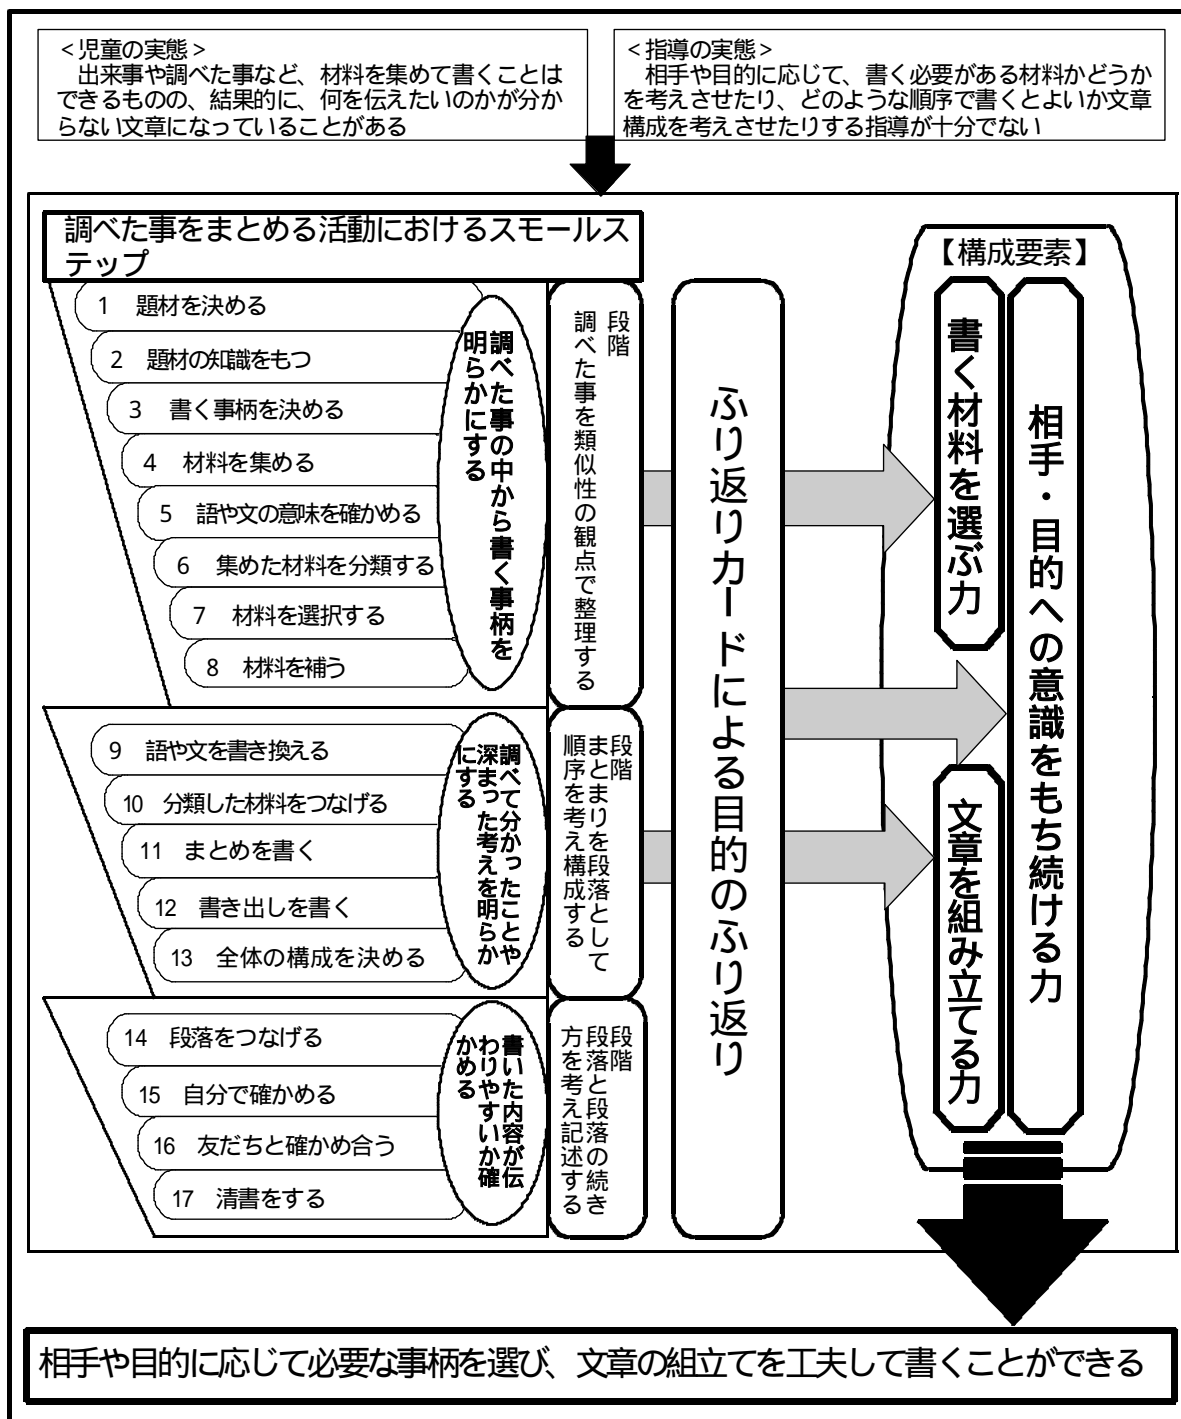 <児童の実態>
出来事や調べた事など、材料を集めて書くことは
できるものの、結果的に、何を伝えたいのかが分か
らない文章になっていることがある
<指導の実態>
相手や目的に応じて、書く必要がある材料かどうか
を考えさせたり、どのような順序で書くとよいか文章
構成を考えさせたりする指導が十分でない
調べた事をまとめる活動におけるスモールス
テップ
1 題材を決める
2 題材の知識をもつ
3 書く事柄を決める
4 材料を集める
5 語や文の意味を確かめる
6 集めた材料を分類する
7 材料を選択する
8 材料を補う
調べた事の中から書く事柄を
明らかにする
段階
調べた事を類似性の観点で整理する
9 語や文を書き換える
10 分類した材料をつなげる
11 まとめを書く
12 書き出しを書く
13 全体の構成を決める
調べて分かったことや
深まった考えを明らか
にする
段階
まとまりを段落として
順序を考え構成する
14 段落をつなげる
15 自分で確かめる
16 友だちと確かめ合う
17 清書をする
書いた内容が伝
わりやすいか確
かめる
段階
段落と段落の続き
方を考え記述する
ふり返りカードによる目的のふり返り
【構成要素】
書く材料を選ぶ力
相手・目的への意識をもち続ける力
文章を組み立てる力
相手や目的に応じて必要な事柄を選び、文章の組立てを工夫して書くことができる